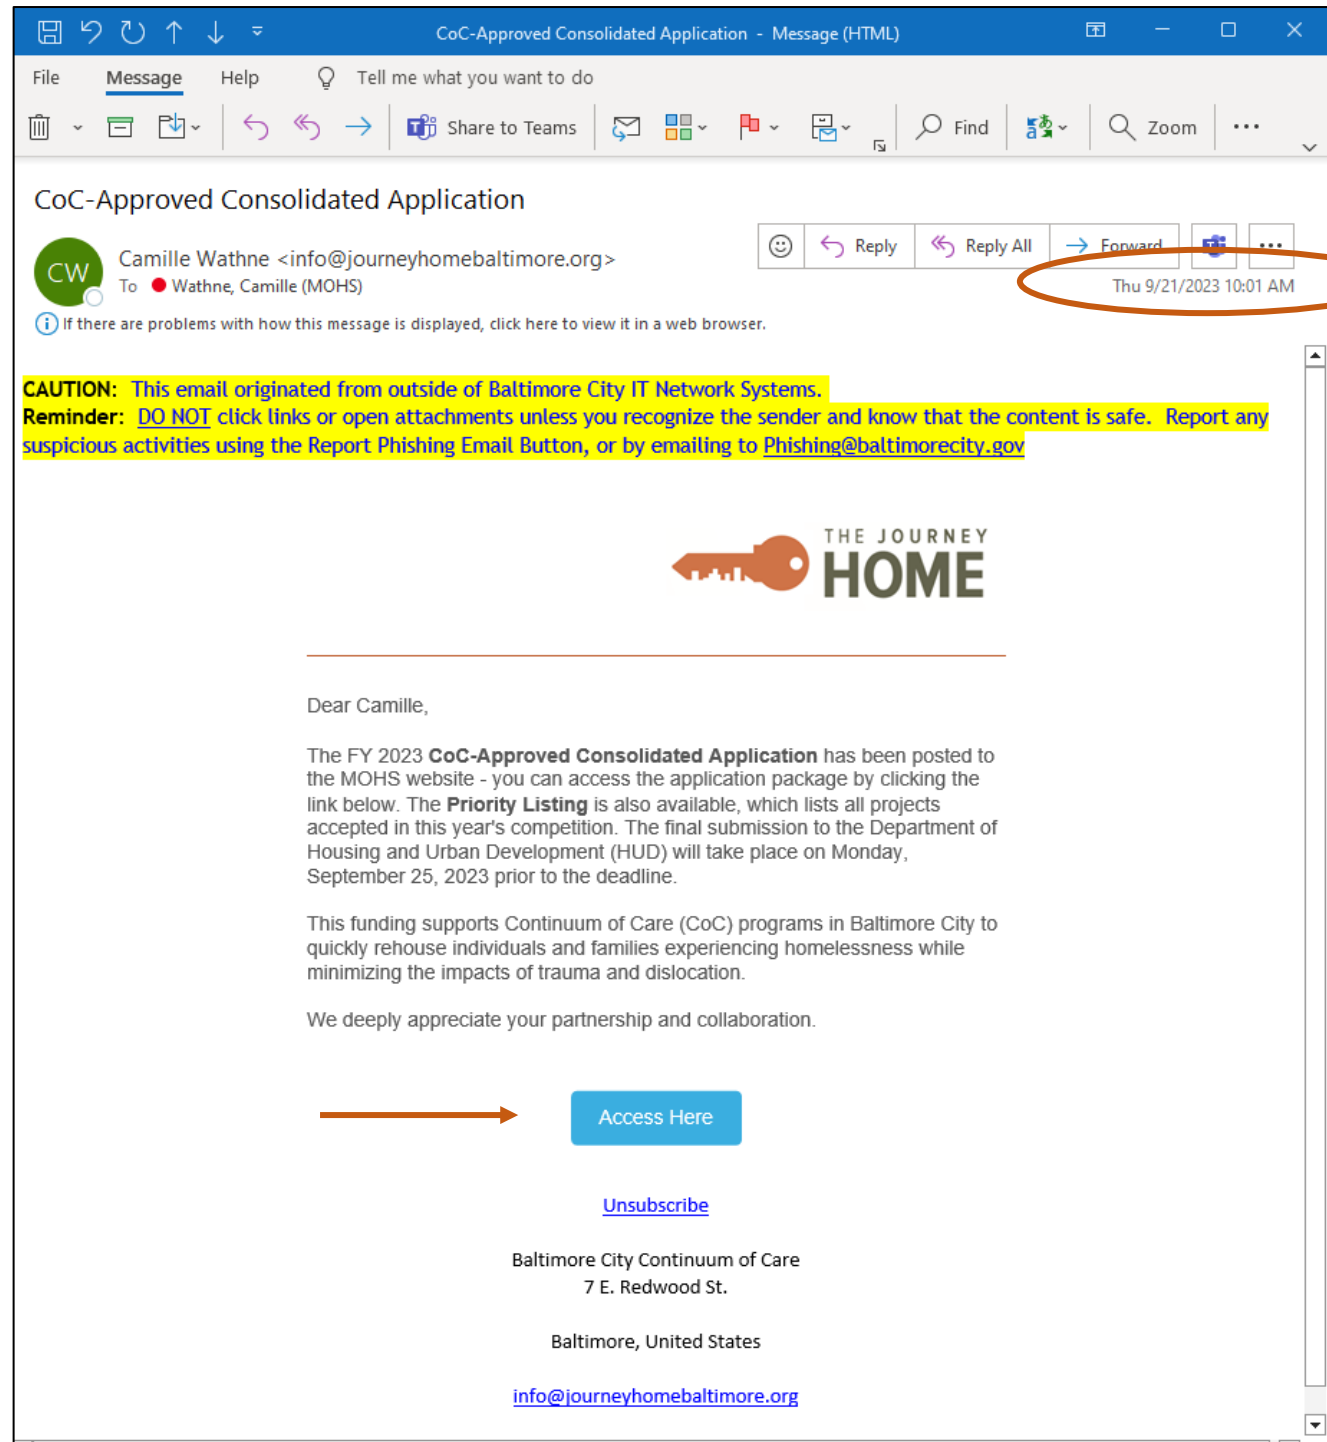 CoC-Approved Consolidated Application - Message (HTML)
File Message Help Tell me what you want to do
Share to Teams Find Zoom
CoC-Approved Consolidated Application
CW
Camille Wathne <info@journeyhomebaltimore.org>
To Wathne, Camille (MOHS)
Reply Reply All Forward
Thu 9/21/2023 10:01 AM
If there are problems with how this message is displayed, click here to view it in a web browser.
CAUTION: This email originated from outside of Baltimore City IT Network Systems.
Reminder: DO NOT click links or open attachments unless you recognize the sender and know that the content is safe. Report any
suspicious activities using the Report Phishing Email Button, or by emailing to Phishing@baltimorecity.gov
THE JOURNEY
HOME
Dear Camille,
The FY 2023 CoC-Approved Consolidated Application has been posted to
the MOHS website - you can access the application package by clicking the
link below. The Priority Listing is also available, which lists all projects
accepted in this year's competition. The final submission to the Department of
Housing and Urban Development (HUD) will take place on Monday,
September 25, 2023 prior to the deadline.
This funding supports Continuum of Care (CoC) programs in Baltimore City to
quickly rehouse individuals and families experiencing homelessness while
minimizing the impacts of trauma and dislocation.
We deeply appreciate your partnership and collaboration.
Access Here
Unsubscribe
Baltimore City Continuum of Care
7 E. Redwood St.
Baltimore, United States
info@journeyhomebaltimore.org